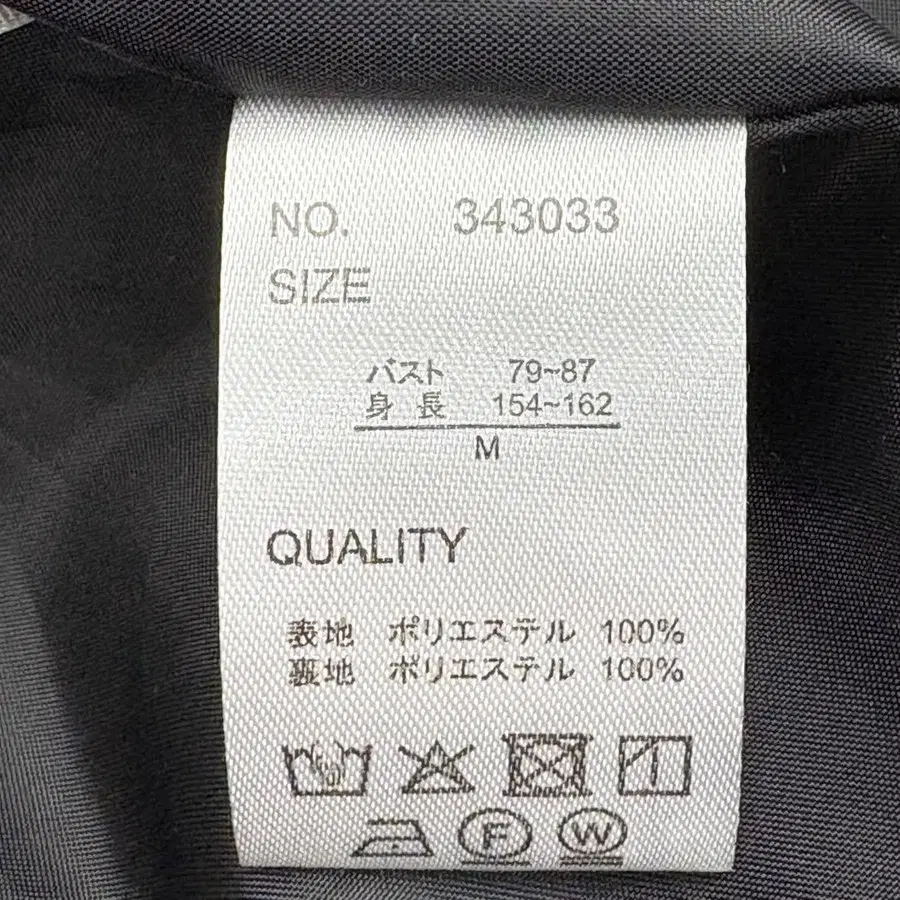 NO. 343033
SIZE
バスト 79~87
身長 154~162
M
QUALITY
表地 ポリエステル 100%
裏地 ポリエステル 100%
F W